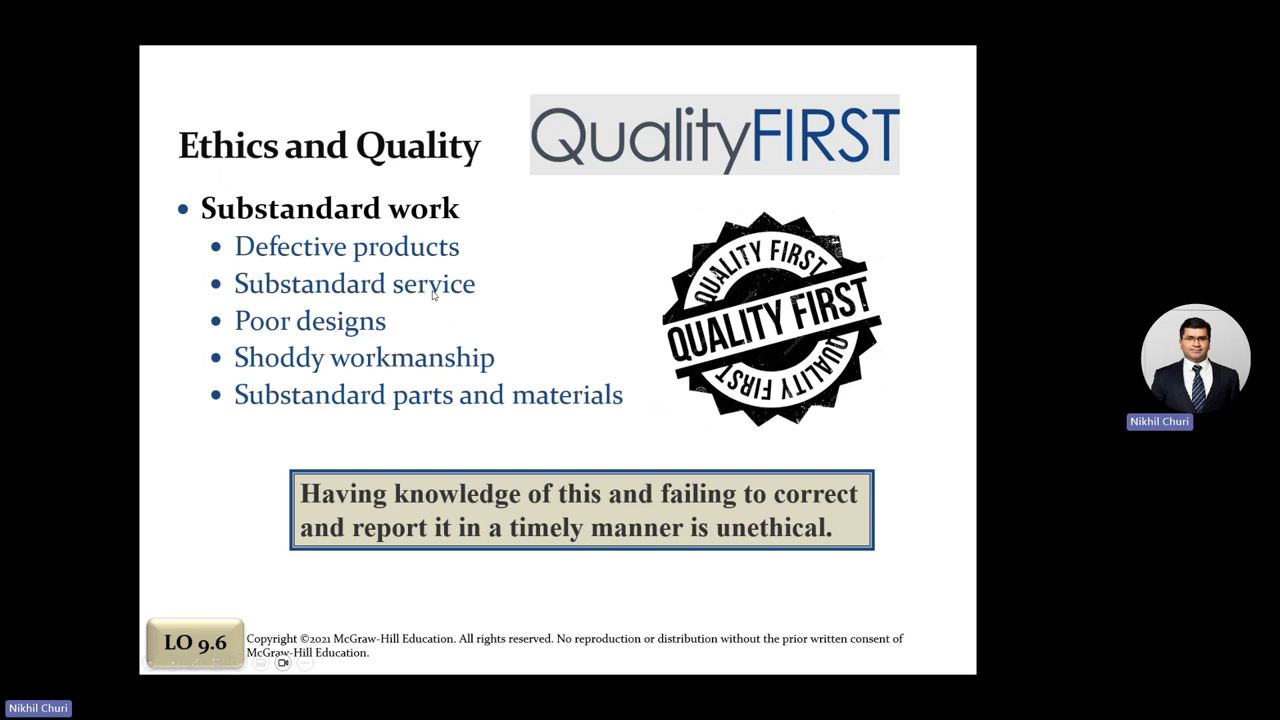 QualityFIRST
Ethics and Quality
Substandard work
Defective products
Substandard service
Poor designs
Shoddy workmanship
Substandard parts and materials
QUALITY FIRST
QUALITY FIRST
QUALITY FIRST
Having knowledge of this and failing to correct
and report it in a timely manner is unethical.
LO 9.6
Copyright ©2021 McGraw-Hill Education. All rights reserved. No reproduction or distribution without the prior written consent of
McGraw-Hill Education.
Nikhil Churi
Nikhil Churi